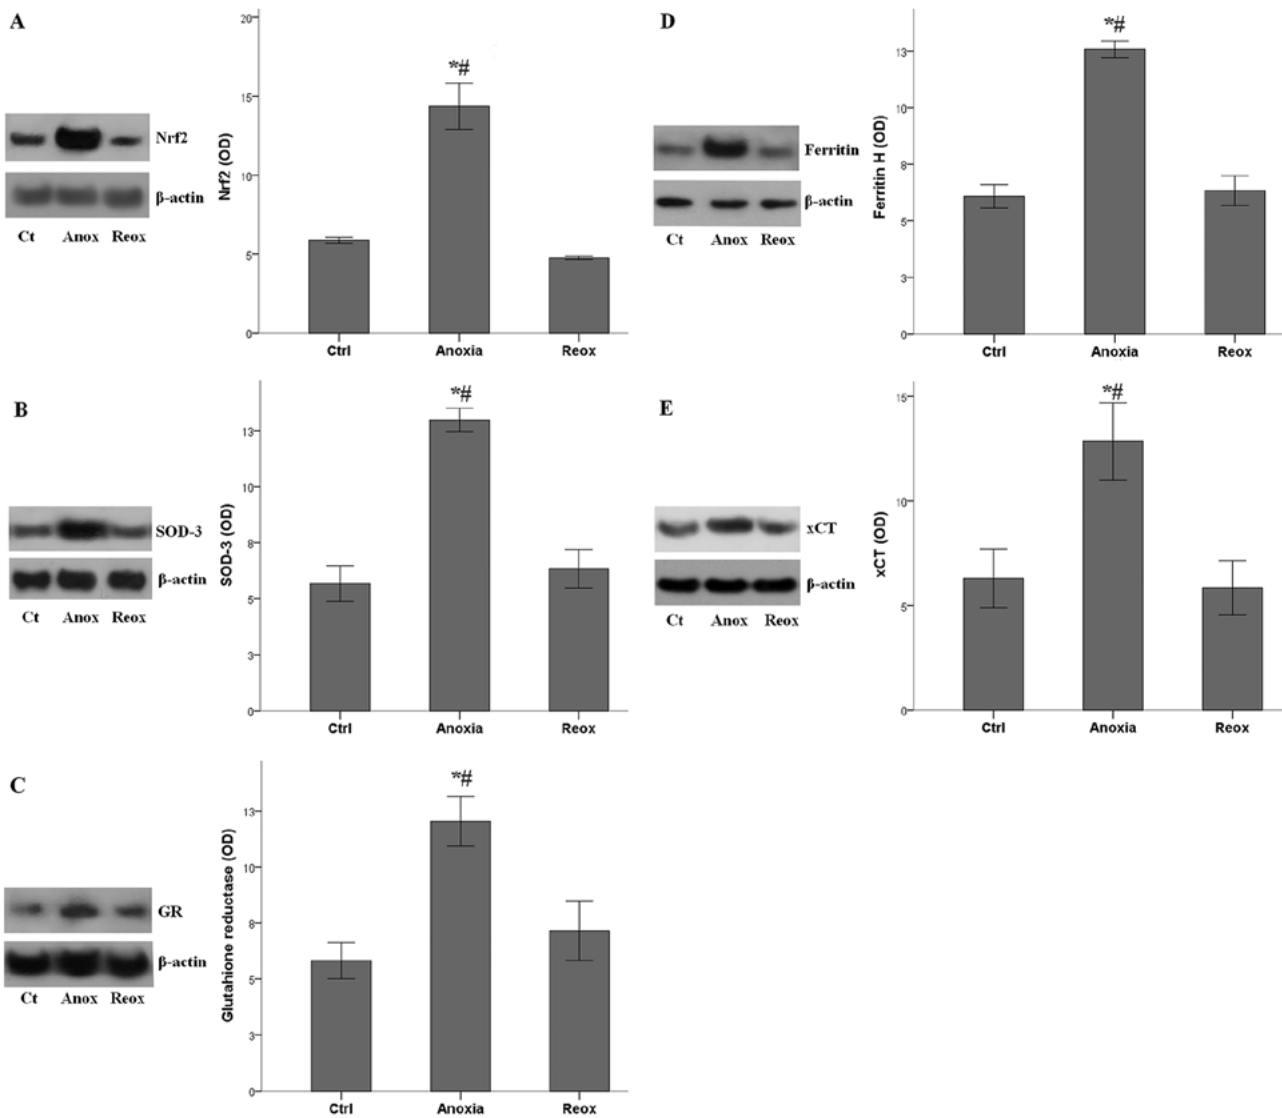 A
Nrf2
β-actin
Ct Anox Reox
Nrf2 (OD)
20
15
10
5
0
*#
Ctrl Anoxia Reox
B
SOD-3
β-actin
Ct Anox Reox
SOD-3 (OD)
13
10
8
5
3
0
*#
Ctrl Anoxia Reox
C
GR
β-actin
Ct Anox Reox
Glutahione reductase (OD)
13
10
8
5
3
0
*#
Ctrl Anoxia Reox
D
Ferritin
β-actin
Ct Anox Reox
Ferritin H (OD)
13
10
8
5
3
0
*#
Ctrl Anoxia Reox
E
xCT
β-actin
Ct Anox Reox
xCT (OD)
15
10
5
0
*#
Ctrl Anoxia Reox